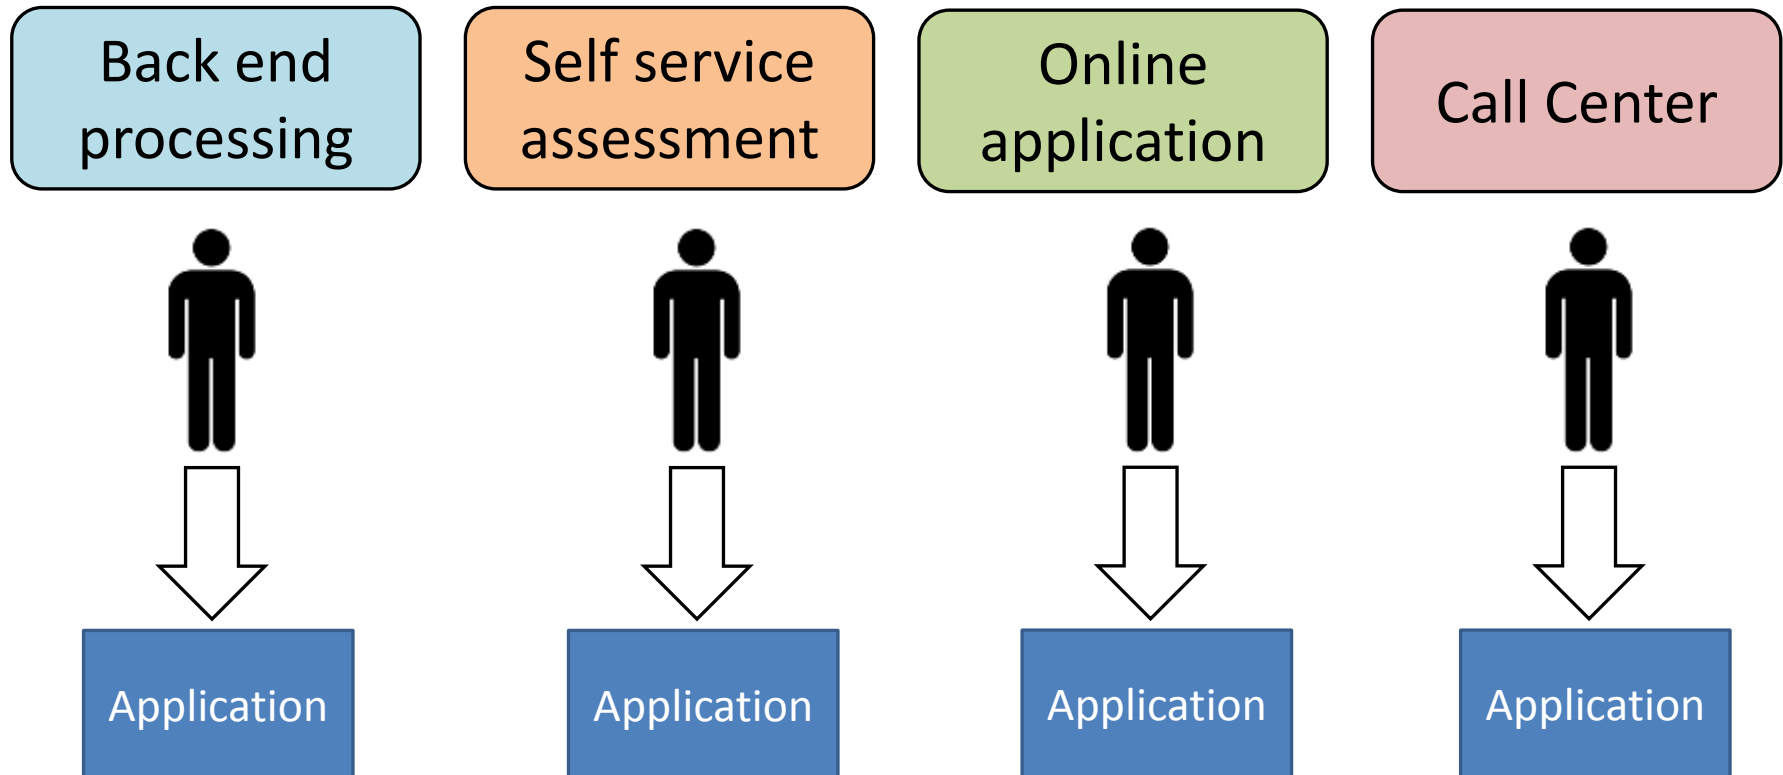 Back end
processing
Self service
assessment
Online
application
Call Center
Application
Application
Application
Application